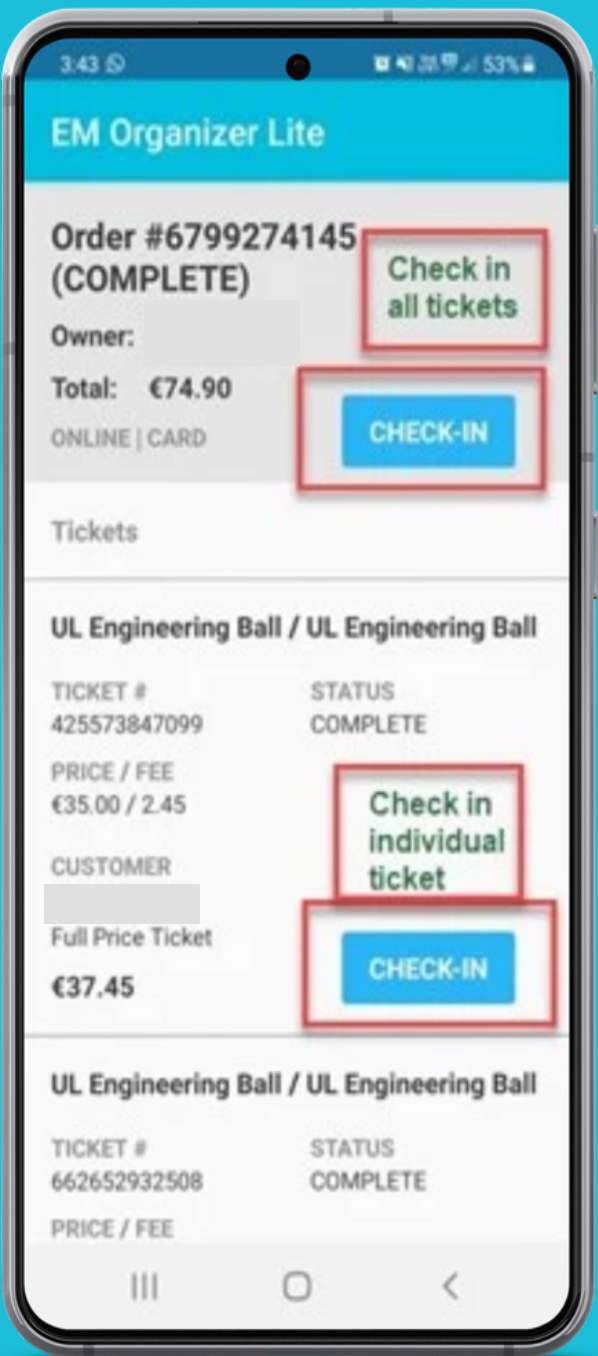 3:43
53%
EM Organizer Lite
Order #6799274145
(COMPLETE)
Check in
all tickets
Owner:
Total: €74.90
ONLINE | CARD
CHECK-IN
Tickets
UL Engineering Ball / UL Engineering Ball
TICKET # STATUS
425573847099 COMPLETE
PRICE / FEE
€35.00 / 2.45
Check in
individual
ticket
CUSTOMER
Full Price Ticket
€37.45
CHECK-IN
UL Engineering Ball / UL Engineering Ball
TICKET # STATUS
662652932508 COMPLETE
PRICE / FEE